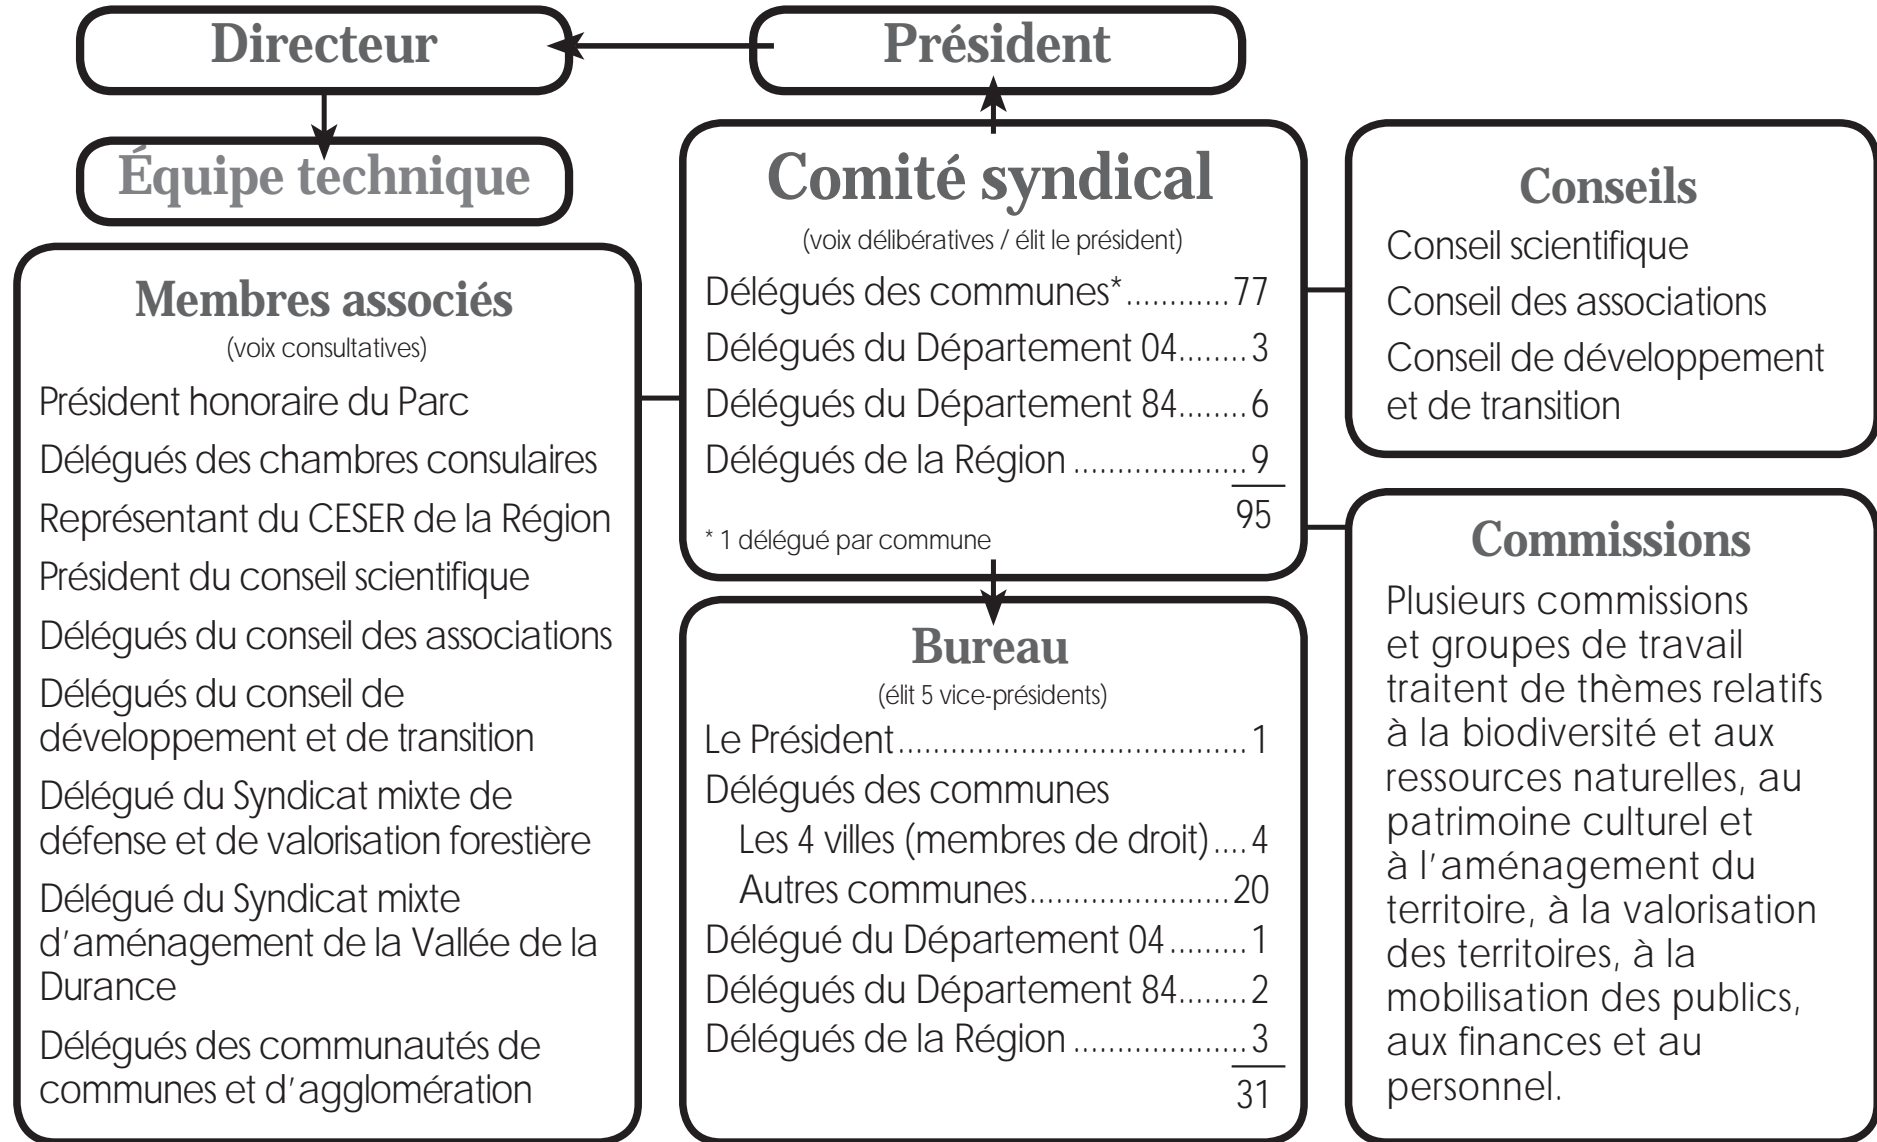 Directeur
Président
Équipe technique
Membres associés
(voix consultatives)
Président honoraire du Parc
Délégués des chambres consulaires
Représentant du CESER de la Région
Président du conseil scientifique
Délégués du conseil des associations
Délégués du conseil de
développement et de transition
Délégué du Syndicat mixte de
défense et de valorisation forestière
Délégué du Syndicat mixte
d'aménagement de la Vallée de la
Durance
Délégués des communautés de
communes et d'agglomération
Comité syndical
(voix délibératives / élit le président)
Délégués des communes*............77
Délégués du Département 04........3
Délégués du Département 84........6
Délégués de la Région ....................9
95
* 1 délégué par commune
Bureau
(élit 5 vice-présidents)
Le Président........................................1
Délégués des communes
Les 4 villes (membres de droit)....4
Autres communes.......................20
Délégué du Département 04.........1
Délégués du Département 84........2
Délégués de la Région ....................3
31
Conseils
Conseil scientifique
Conseil des associations
Conseil de développement
et de transition
Commissions
Plusieurs commissions
et groupes de travail
traitent de thèmes relatifs
à la biodiversité et aux
ressources naturelles, au
patrimoine culturel et
à l'aménagement du
territoire, à la valorisation
des territoires, à la
mobilisation des publics,
aux finances et au
personnel.